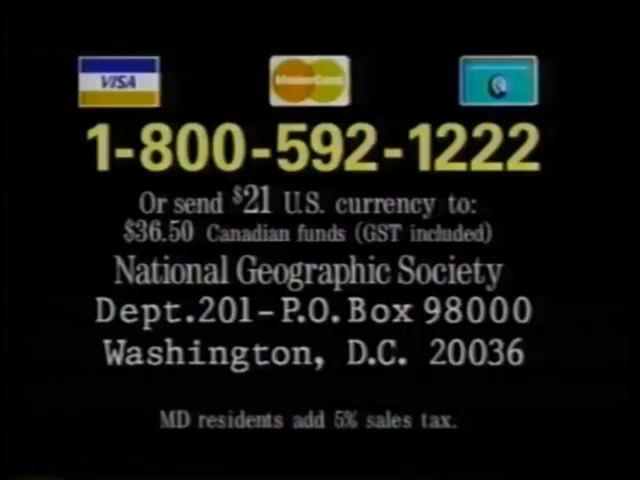 VISA MasterCard
1-800-592-1222
Or send $21 U.S. currency to:
$36.50 Canadian funds (GST included)
National Geographic Society
Dept.201-P.O. Box 98000
Washington, D.C. 20036
MD residents add 5% sales tax.